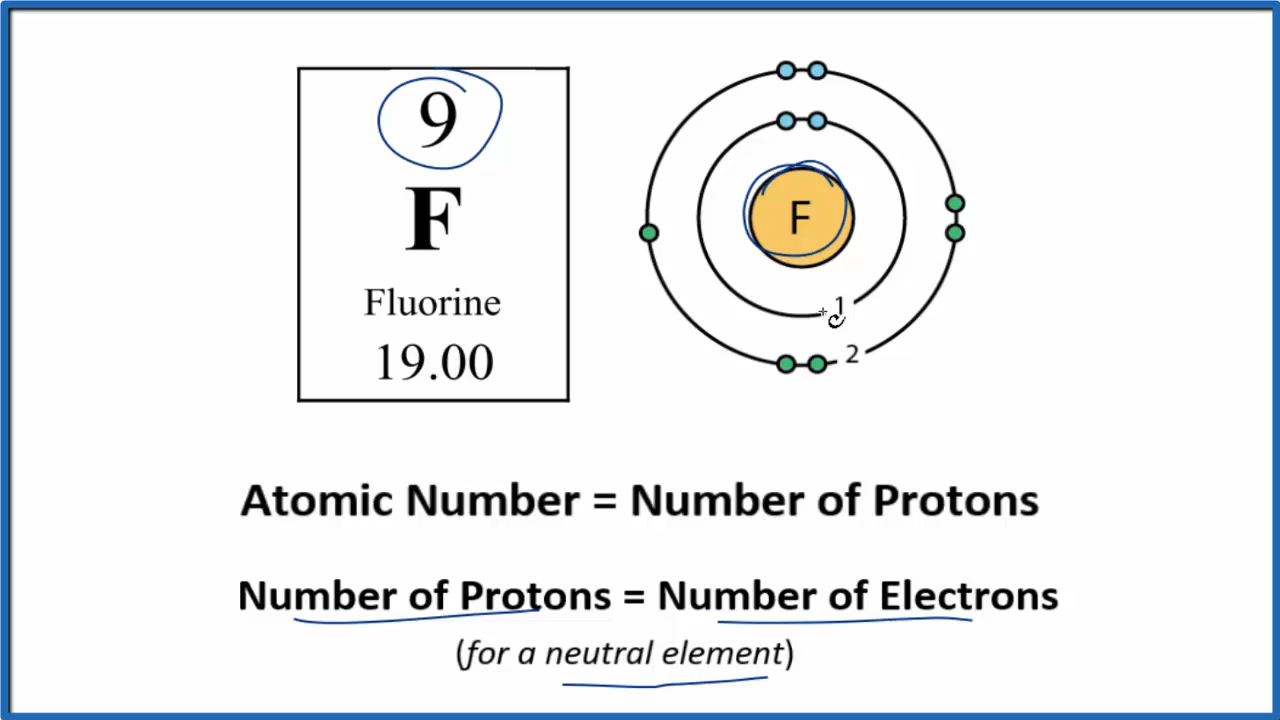 9
F
Fluorine
19.00
F
1
2
Atomic Number = Number of Protons
Number of Protons = Number of Electrons
(for a neutral element)